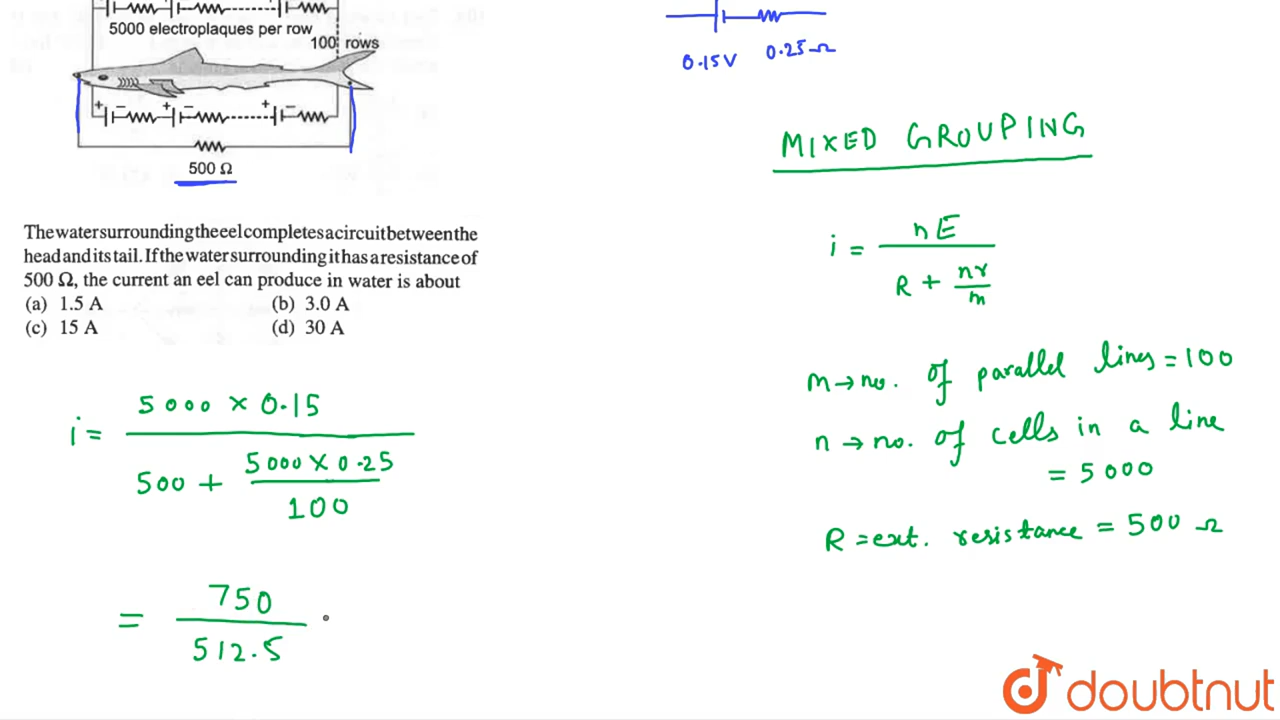 5000 electroplaques per row
100 rows
+ − + − + −
500 Ω
0.15V 0.25Ω
MIXED GROUPING
i = nE / R + nr/m
m → no. of parallel lines = 100
n → no. of cells in a line
= 5000
R = ext. resistance = 500 Ω
The water surrounding the eel completes a circuit between the
head and its tail. If the water surrounding it has a resistance of
500 Ω, the current an eel can produce in water is about
(a) 1.5 A (b) 3.0 A
(c) 15 A (d) 30 A
i = 5000 × 0.15 / 500 + 5000 × 0.25 / 100
= 750 / 512.5
doubtnut